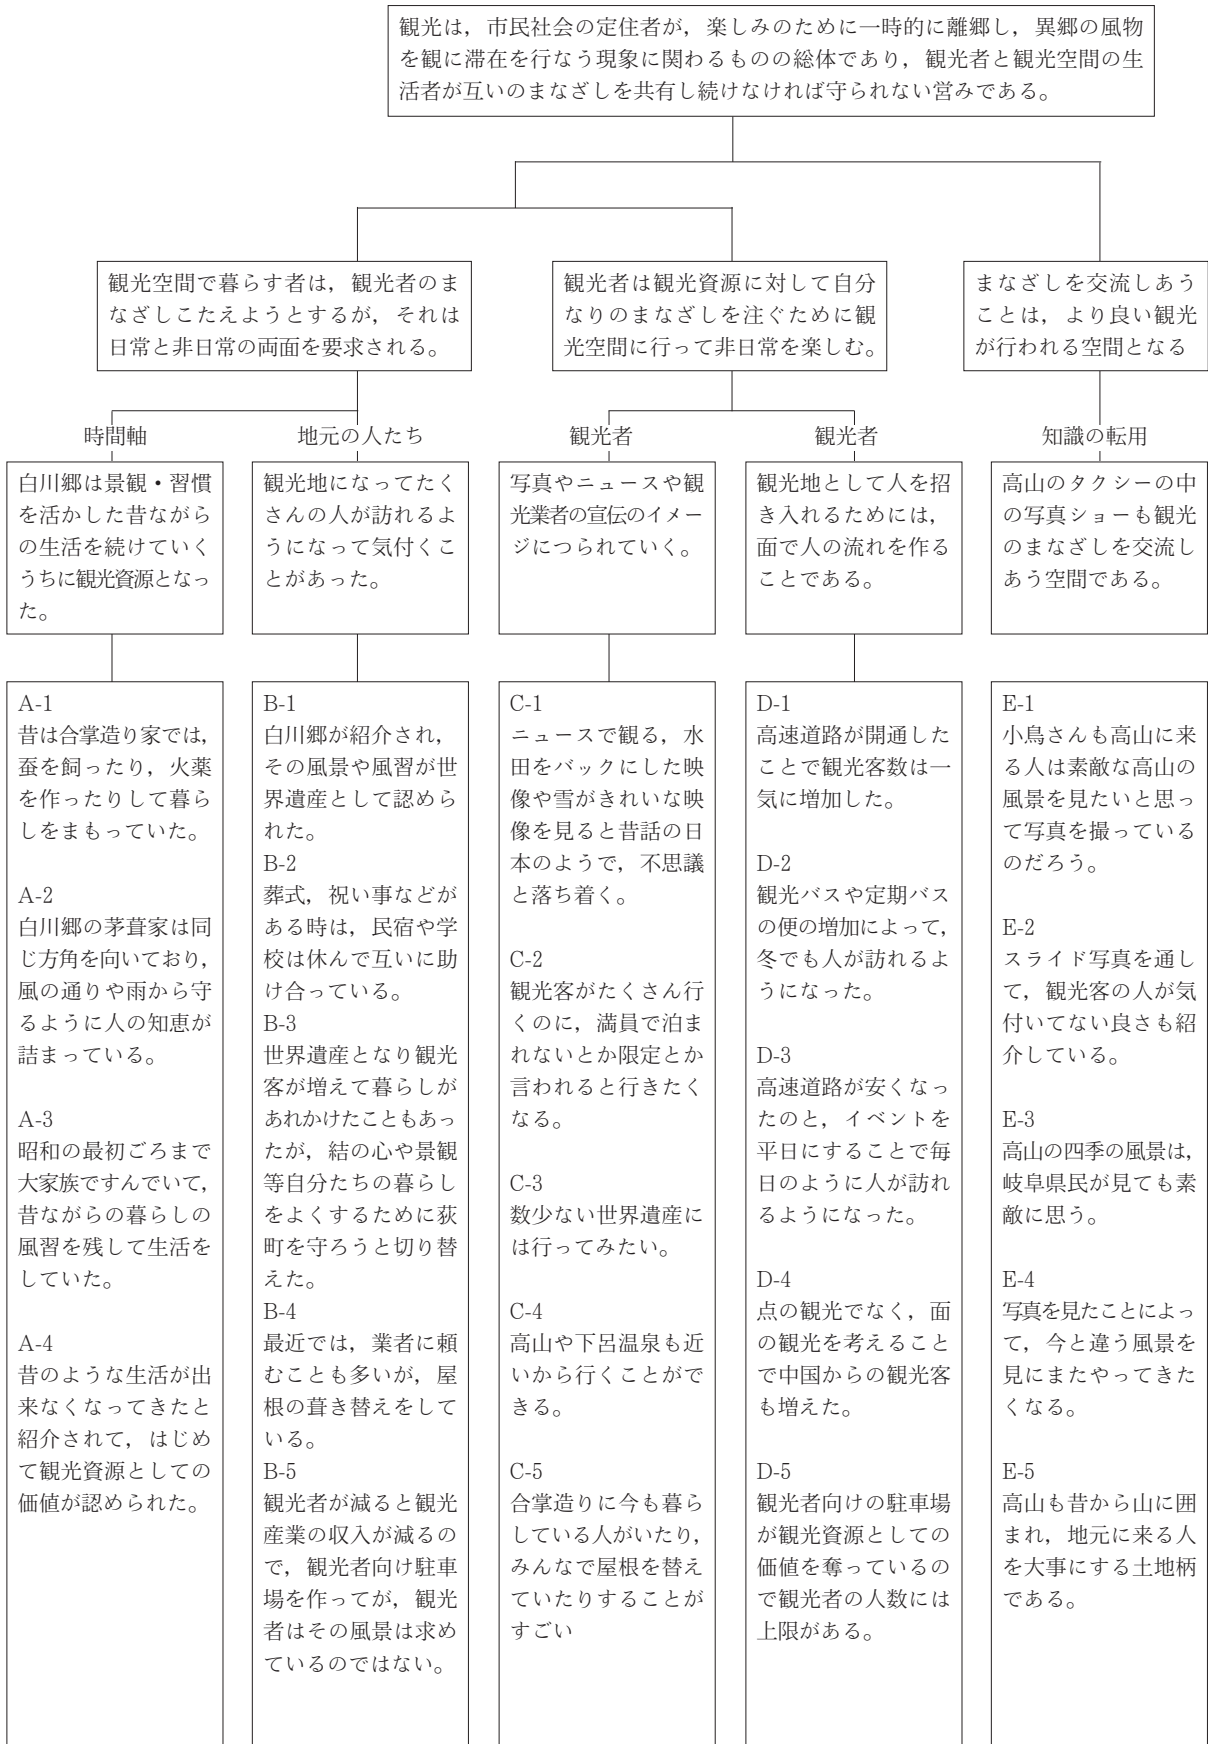 観光は，市民社会の定住者が，楽しみのために一時的に離郷し，異郷の風物
を観に滞在を行なう現象に関わるものの総体であり，観光者と観光空間の生
活者が互いのまなざしを共有し続けなければ守られない営みである。
観光空間で暮らす者は，観光者のま
なざしこたえようとするが，それは
日常と非日常の両面を要求される。
観光者は観光資源に対して自分
なりのまなざしを注ぐために観
光空間に行って非日常を楽しむ。
まなざしを交流しあう
ことは，より良い観光
が行われる空間となる
時間軸
白川郷は景観・習慣
を活かした昔ながら
の生活を続けていく
うちに観光資源となっ
た。
地元の人たち
観光地になってたく
さんの人が訪れるよ
うになって気付くこ
とがあった。
観光者
写真やニュースや観
光業者の宣伝のイメー
ジにつられていく。
観光者
観光地として人を招
き入れるためには，
面で人の流れを作る
ことである。
知識の転用
高山のタクシーの中
の写真ショーも観光
のまなざしを交流し
あう空間である。
A-1
昔は合掌造り家では，
蚕を飼ったり，火薬
を作ったりして暮ら
しをまもっていた。
A-2
白川郷の茅葺家は同
じ方角を向いており，
風の通りや雨から守
るように人の知恵が
詰まっている。
A-3
昭和の最初ごろまで
大家族ですんでいて，
昔ながらの暮らしの
風習を残して生活を
していた。
A-4
昔のような生活が出
来なくなってきたと
紹介されて，はじめ
て観光資源としての
価値が認められた。
B-1
白川郷が紹介され，
その風景や風習が世
界遺産として認めら
れた。
B-2
葬式，祝い事などが
ある時は，民宿や学
校は休んで互いに助
け合っている。
B-3
世界遺産となり観光
客が増えて暮らしが
あれかけたこともあっ
たが，結の心や景観
等自分たちの暮らし
をよくするために荻
町を守ろうと切り替
えた。
B-4
最近では，業者に頼
むことも多いが，屋
根の葺き替えをして
いる。
B-5
観光者が減ると観光
産業の収入が減るの
で，観光者向け駐車
場を作ってが，観光
者はその風景は求め
ているのではない。
C-1
ニュースで観る，水
田をバックにした映
像や雪がきれいな映
像を見ると昔話の日
本のようで，不思議
と落ち着く。
C-2
観光客がたくさん行
くのに，満員で泊ま
れないとか限定とか
言われると行きたく
なる。
C-3
数少ない世界遺産に
は行ってみたい。
C-4
高山や下呂温泉も近
いから行くことがで
きる。
C-5
合掌造りに今も暮ら
している人がいたり，
みんなで屋根を替え
ていたりすることが
すごい
D-1
高速道路が開通した
ことで観光客数は一
気に増加した。
D-2
観光バスや定期バス
の便の増加によって，
冬でも人が訪れるよ
うになった。
D-3
高速道路が安くなっ
たのと，イベントを
平日にすることで毎
日のように人が訪れ
るようになった。
D-4
点の観光でなく，面
の観光を考えること
で中国からの観光客
も増えた。
D-5
観光者向けの駐車場
が観光資源としての
価値を奪っているの
で観光者の人数には
上限がある。
E-1
小鳥さんも高山に来
る人は素敵な高山の
風景を見たいと思っ
て写真を撮っている
のだろう。
E-2
スライド写真を通し
て，観光客の人が気
付いてない良さも紹
介している。
E-3
高山の四季の風景は，
岐阜県民が見ても素
敵に思う。
E-4
写真を見たことによっ
て，今と違う風景を
見にまたやってきた
くなる。
E-5
高山も昔から山に囲
まれ，地元に来る人
を大事にする土地柄
である。